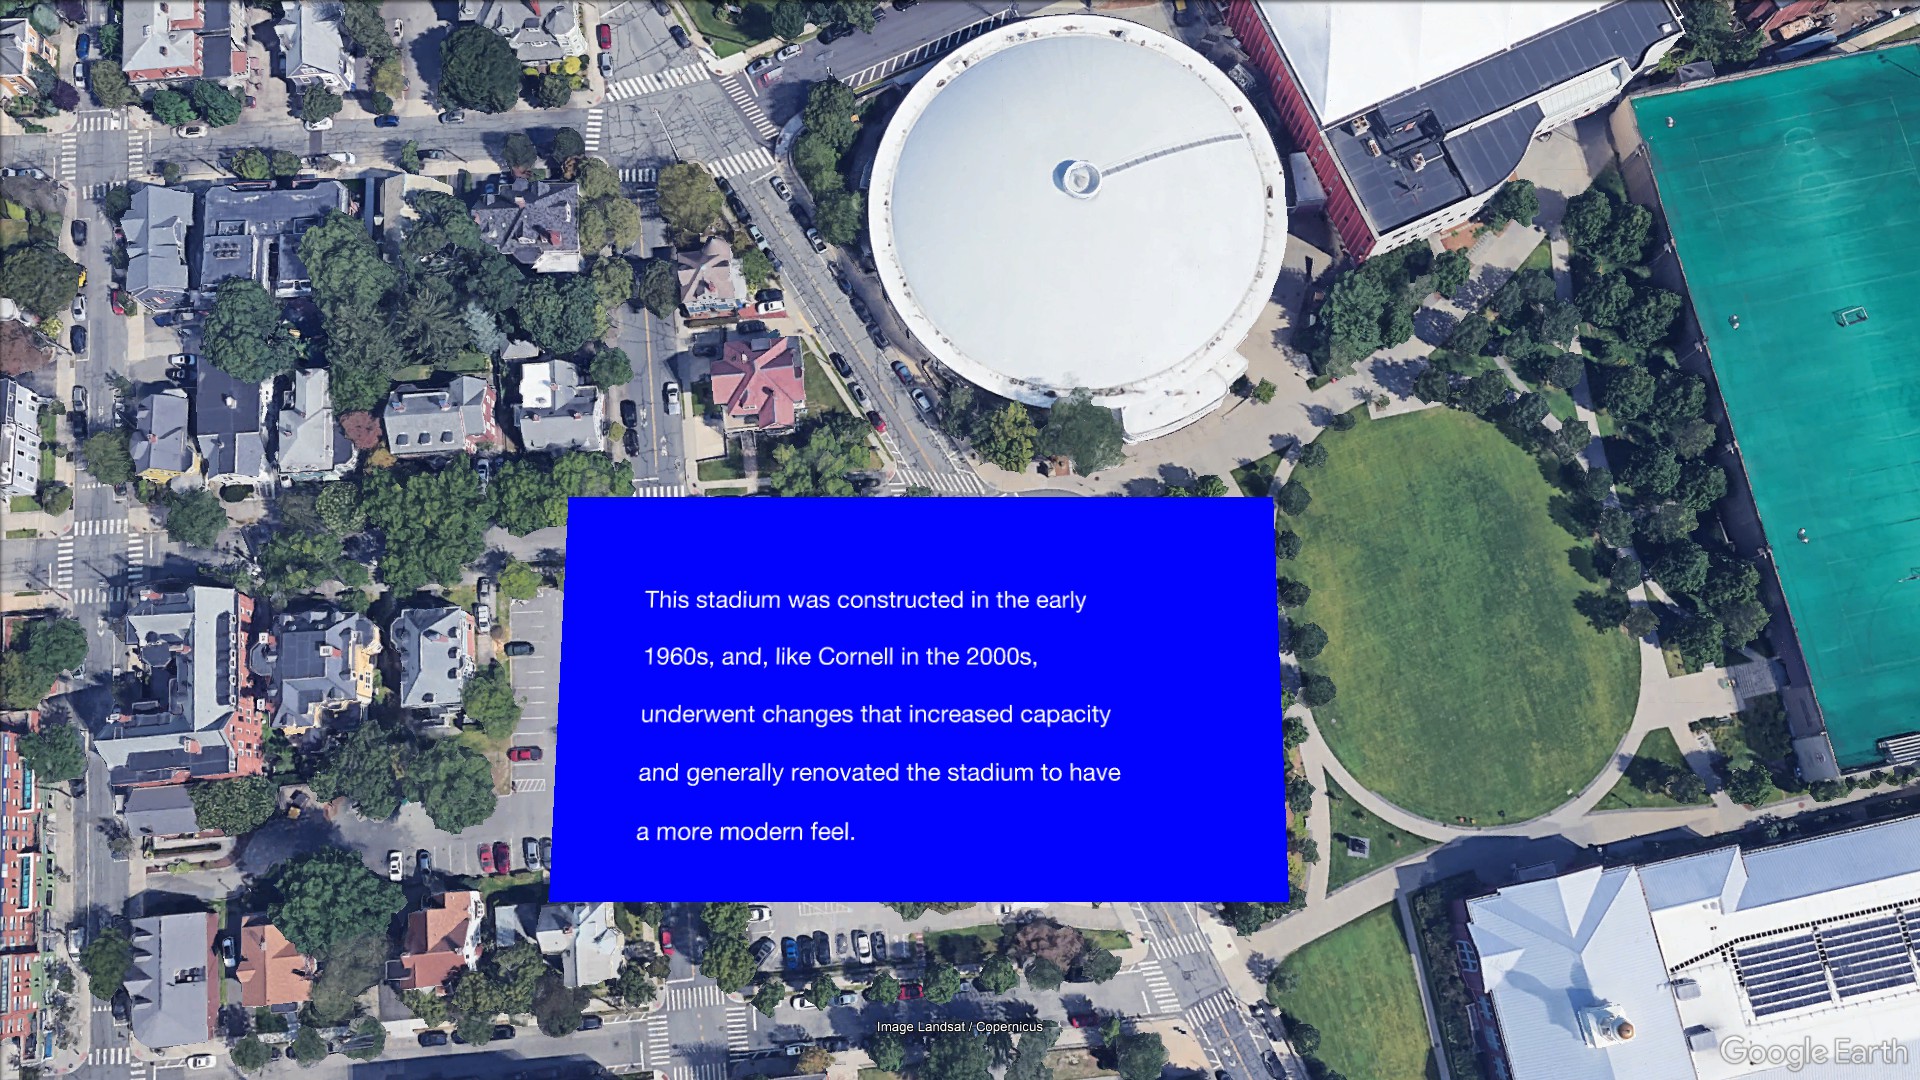 This stadium was constructed in the early
1960s, and, like Cornell in the 2000s,
underwent changes that increased capacity
and generally renovated the stadium to have
a more modern feel.
Image Landsat / Copernicus
Google Earth